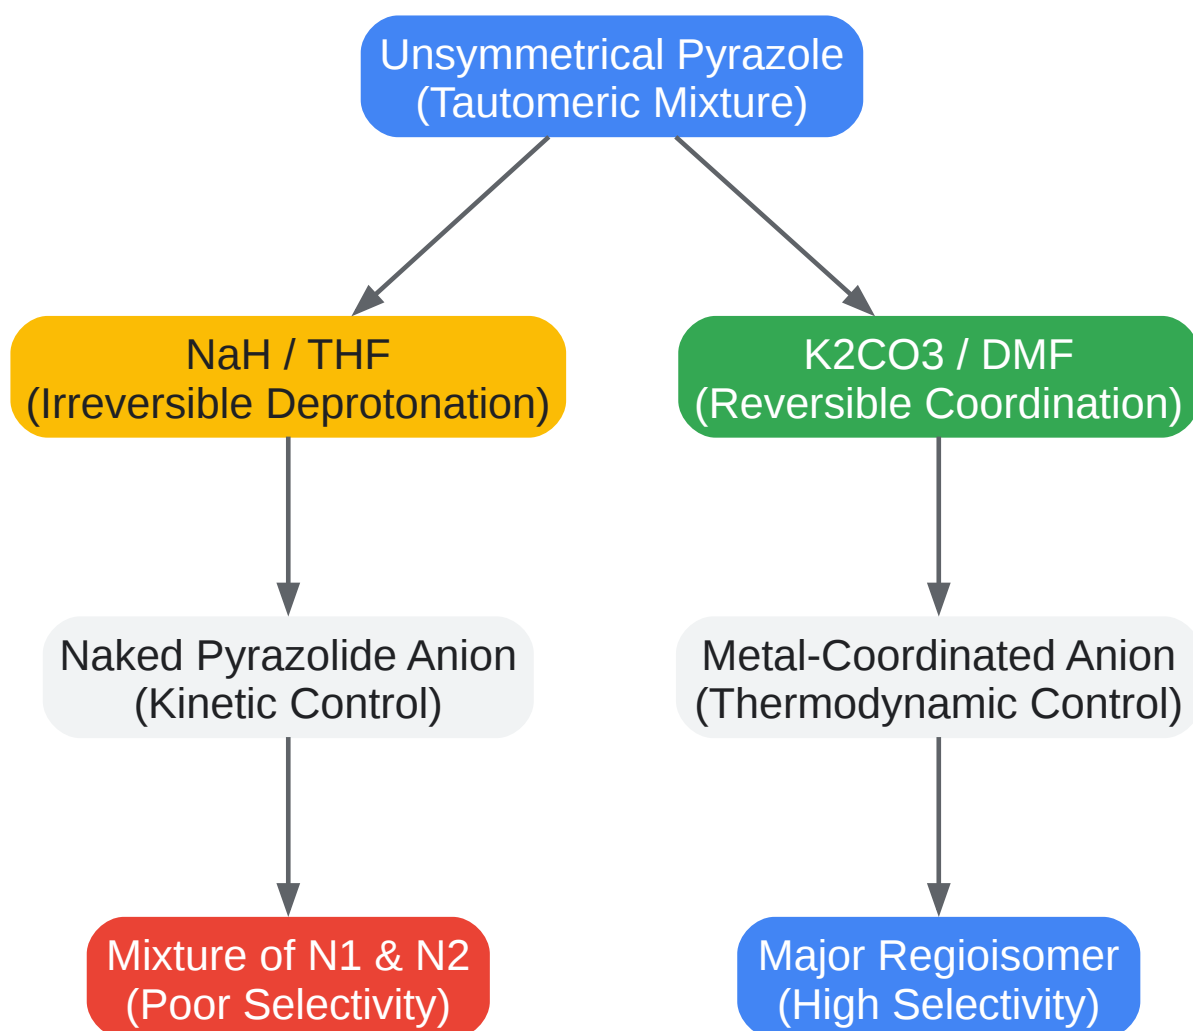 Unsymmetrical Pyrazole
(Tautomeric Mixture)
NaH / THF
(Irreversible Deprotonation)
K2CO3 / DMF
(Reversible Coordination)
Naked Pyrazolide Anion
(Kinetic Control)
Metal-Coordinated Anion
(Thermodynamic Control)
Mixture of N1 & N2
(Poor Selectivity)
Major Regioisomer
(High Selectivity)